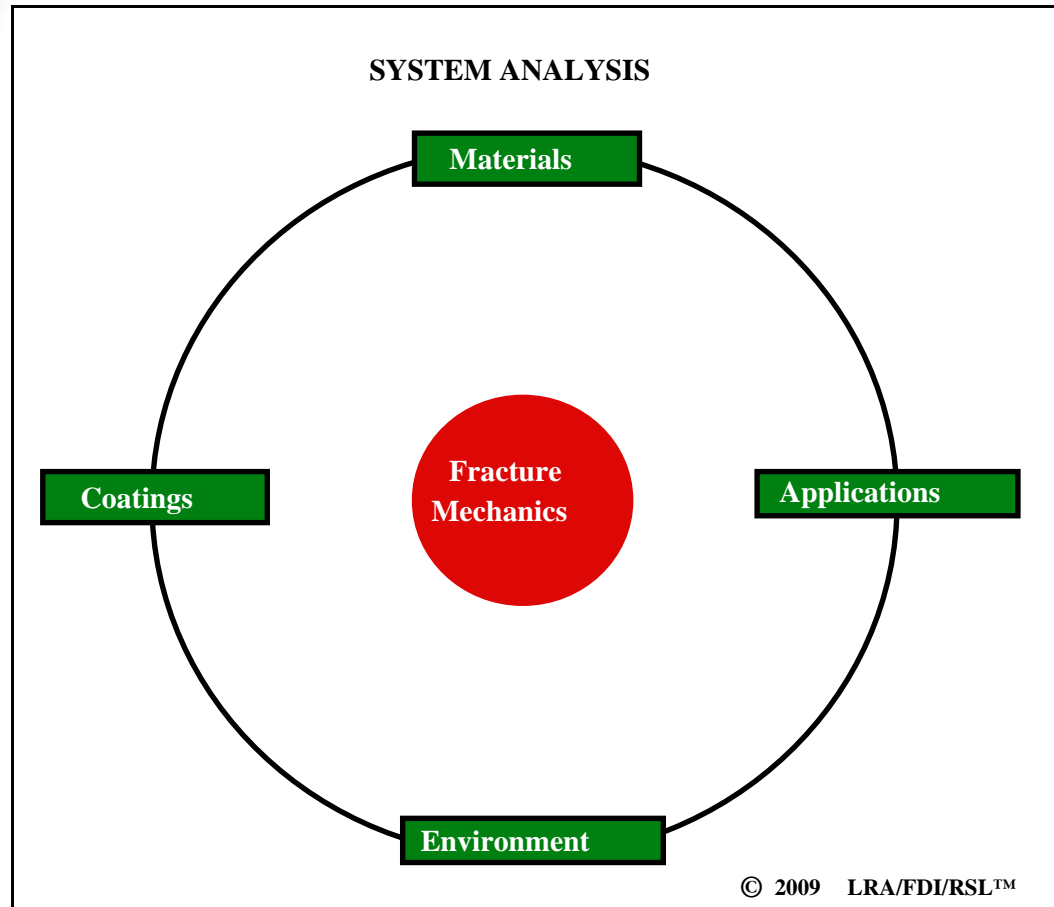 SYSTEM ANALYSIS
Materials
Coatings
Fracture
Mechanics
Applications
Environment
© 2009 LRA/FDI/RSL™